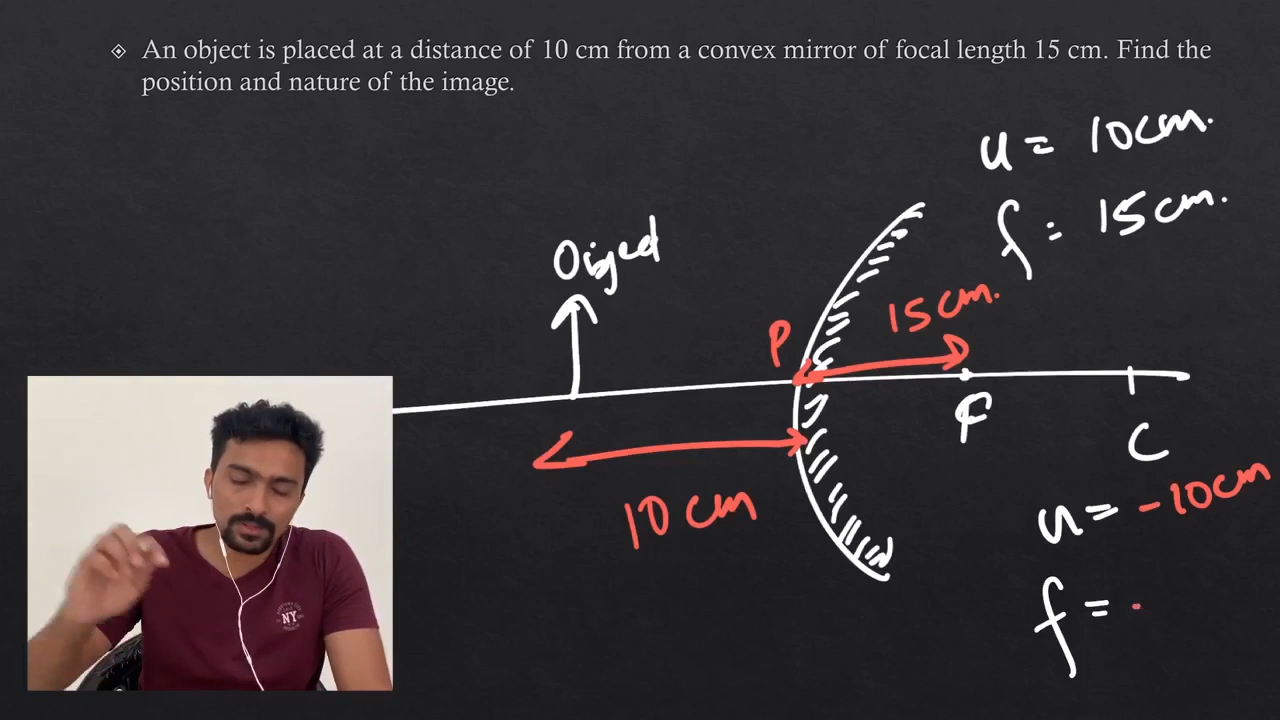 An object is placed at a distance of 10 cm from a convex mirror of focal length 15 cm. Find the
position and nature of the image.
u = 10cm.
f = 15cm.
Object
15cm.
P
F
C
10 cm
u = -10cm
f =
NY